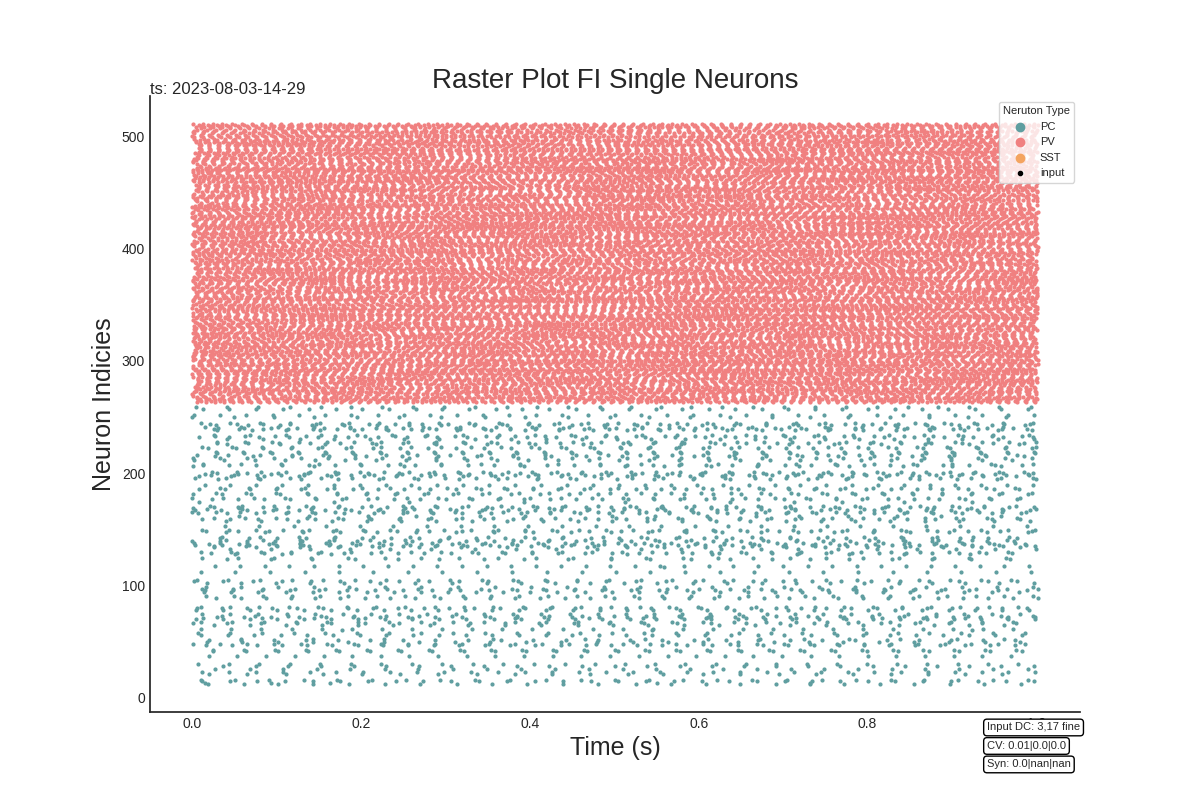 Raster Plot FI Single Neurons
ts: 2023-08-03-14-29
Neruton Type
PC
PV
SST
input
500
400
300
200
100
0
Neuron Indicies
0.0 0.2 0.4 0.6 0.8
Time (s)
Input DC: 3,17 fine
CV: 0.01|0.0|0.0
Syn: 0.0|nan|nan